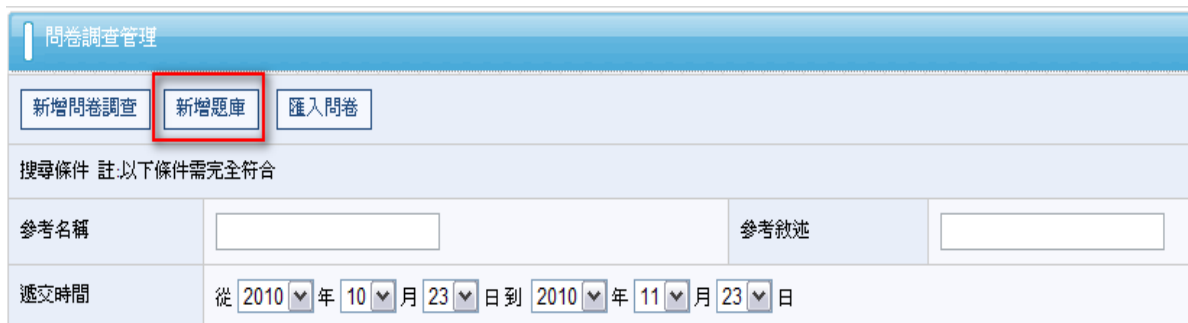 問卷調查管理
新增問卷調查 新增題庫 匯入問卷
搜尋條件 註:以下條件需完全符合
參考名稱 參考敘述
遞交時間 從 2010 年 10 月 23 日到 2010 年 11 月 23 日